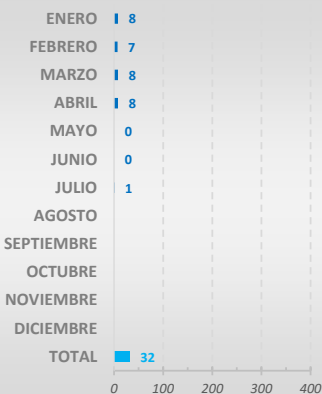 ENERO 8
FEBRERO 7
MARZO 8
ABRIL 8
MAYO 0
JUNIO 0
JULIO 1
AGOSTO
SEPTIEMBRE
OCTUBRE
NOVIEMBRE
DICIEMBRE
TOTAL 32
0 100 200 300 400